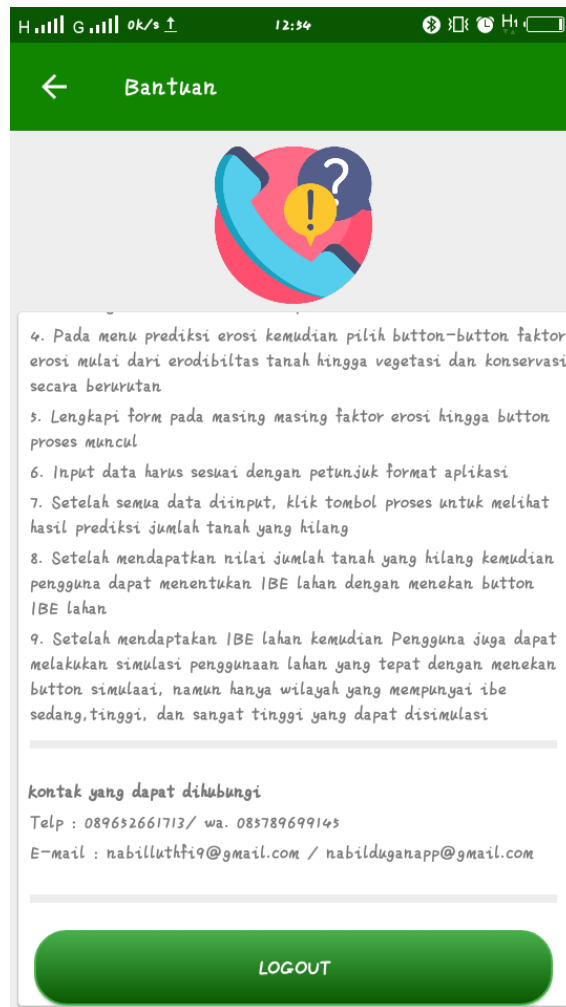 H G 0k/s 12:54 H1
Bantuan
4. Pada menu prediksi erosi kemudian pilih button-button faktor
erosi mulai dari erodibiltas tanah hingga vegetasi dan konservasi
secara berurutan
5. Lengkapi form pada masing masing faktor erosi hingga button
proses muncul
6. Input data harus sesuai dengan petunjuk format aplikasi
7. Setelah semua data diinput, klik tombol proses untuk melihat
hasil prediksi jumlah tanah yang hilang
8. Setelah mendapatkan nilai jumlah tanah yang hilang kemudian
pengguna dapat menentukan IBE lahan dengan menekan button
IBE lahan
9. Setelah mendaptakan IBE lahan kemudian Pengguna juga dapat
melakukan simulasi penggunaan lahan yang tepat dengan menekan
button simulaai, namun hanya wilayah yang mempunyai ibe
sedang,tinggi, dan sangat tinggi yang dapat disimulasi
kontak yang dapat dihubungi
Telp : 089652661713/ wa. 085789699145
E-mail : nabilluthfi9@gmail.com / nabilduganapp@gmail.com
LOGOUT